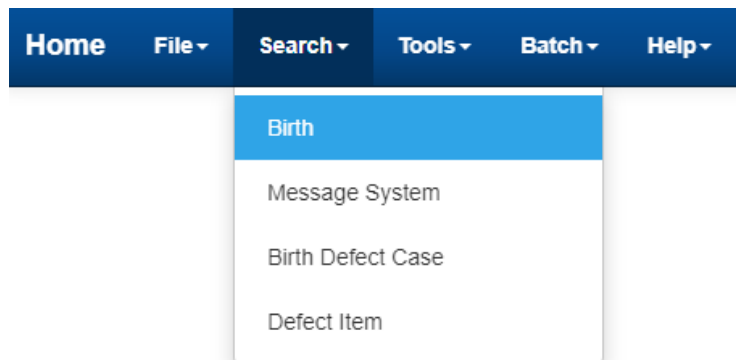 Home File Search Tools Batch Help
Birth
Message System
Birth Defect Case
Defect Item